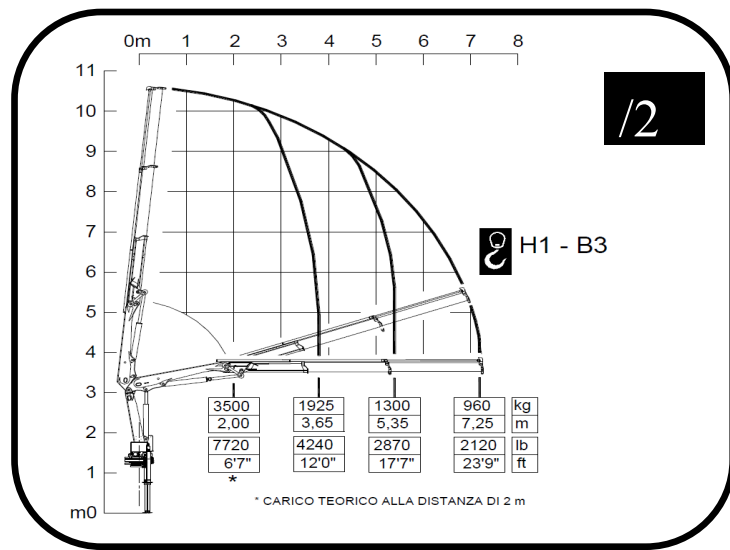 0m 1 2 3 4 5 6 7 8
11
10
9
8
7
6
5
4
3
2
1
m0
/2
H1 - B3
3500 1925 1300 960 kg
2,00 3,65 5,35 7,25 m
7720 4240 2870 2120 lb
6'7" 12'0" 17'7" 23'9" ft
*
* CARICO TEORICO ALLA DISTANZA DI 2 m